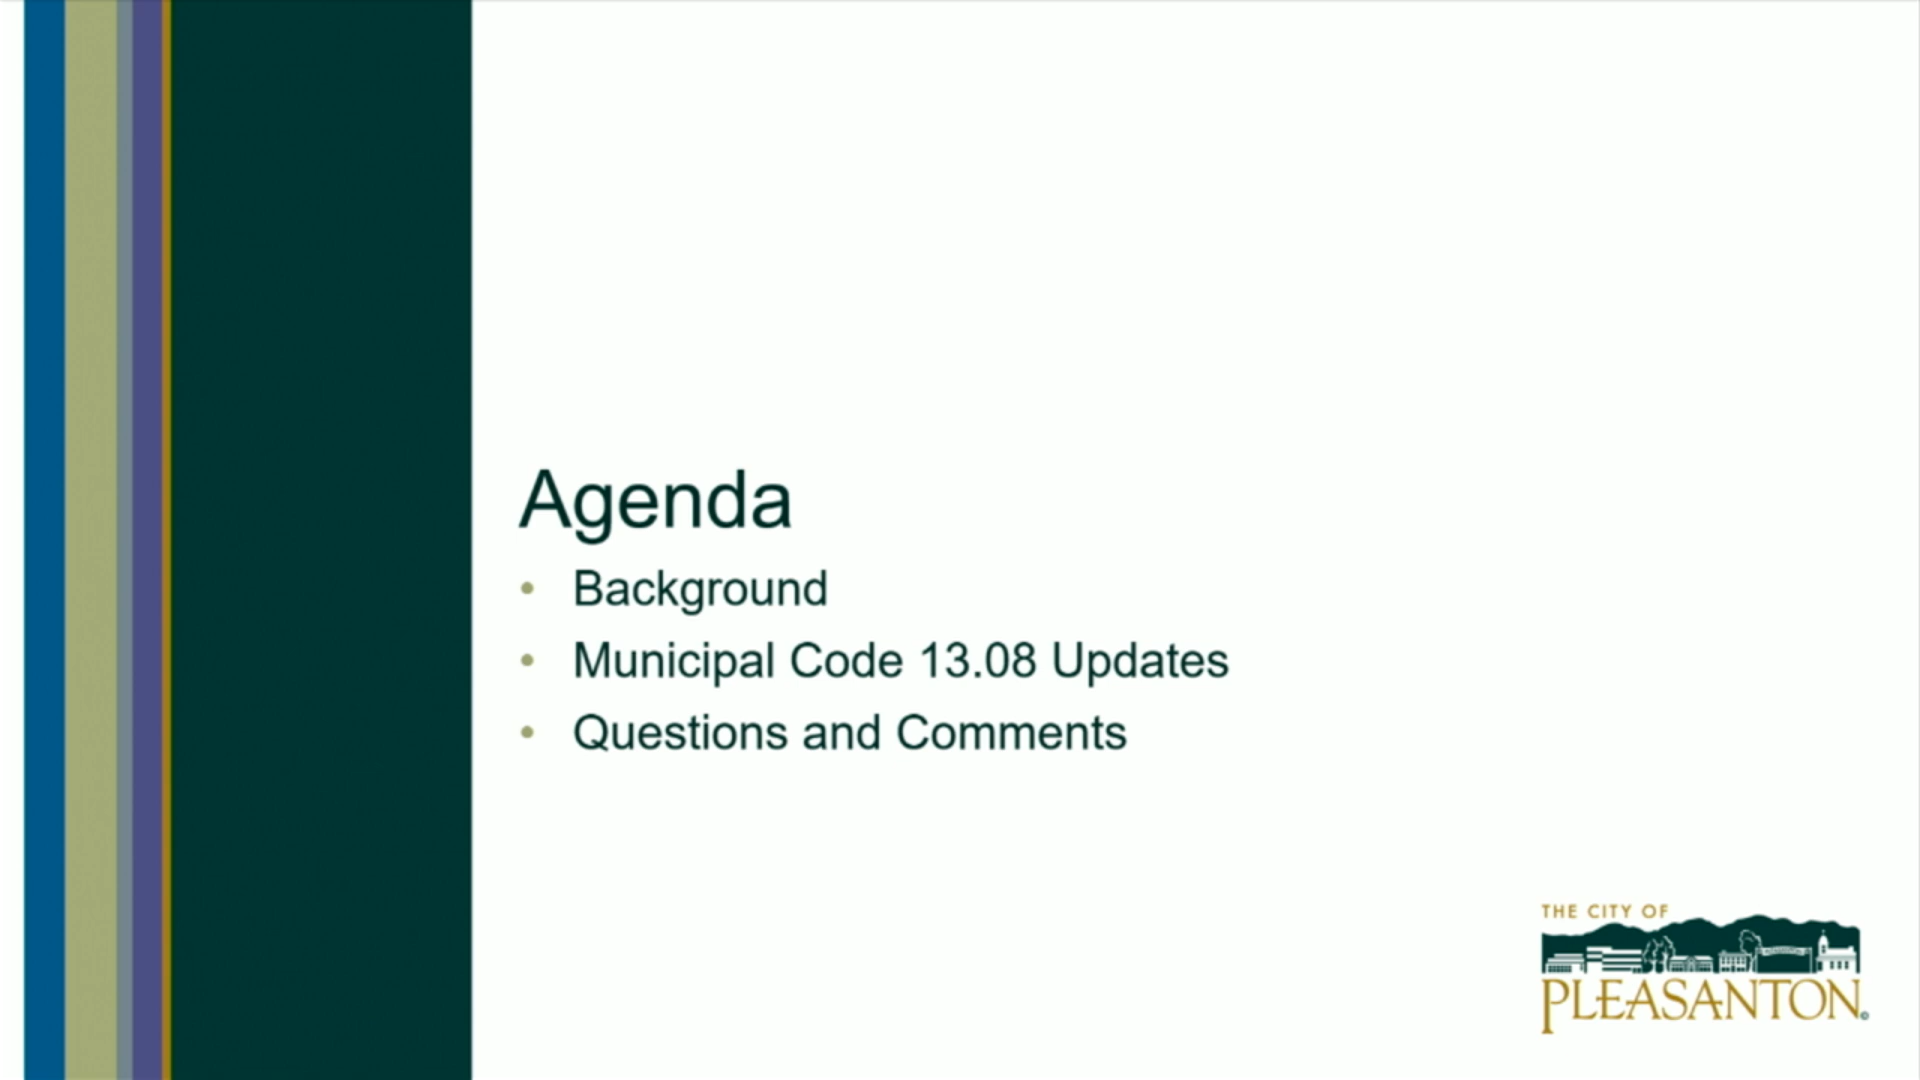 Agenda
• Background
• Municipal Code 13.08 Updates
• Questions and Comments
THE CITY OF
PLEASANTON